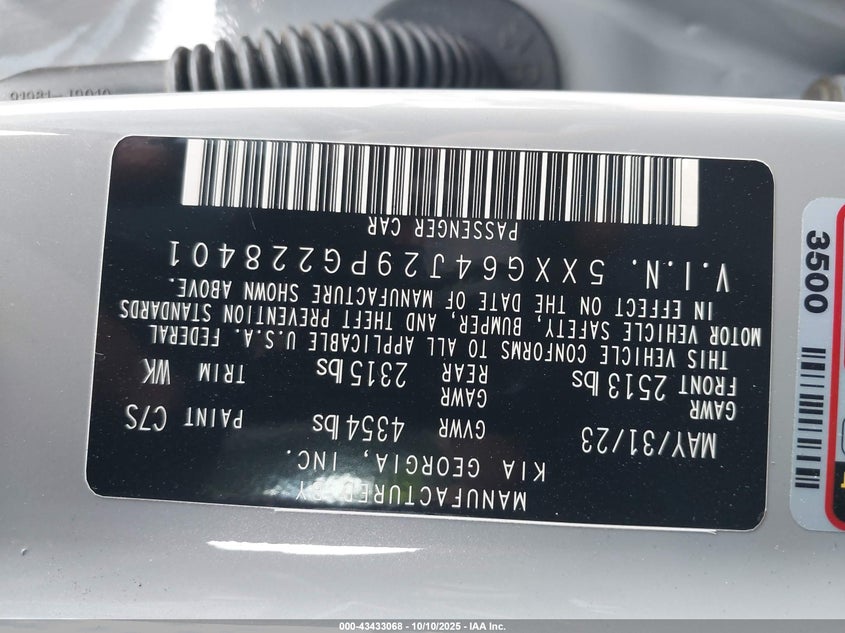 MANUFACTURED BY
KIA GEORGIA, INC.
MAY/31/23 GVWR 4354 lbs PAINT C7S
GAWR FRONT 2513 lbs GAWR REAR 2315 lbs TRIM WK
THIS VEHICLE CONFORMS TO ALL APPLICABLE U.S.A. FEDERAL
MOTOR VEHICLE SAFETY, BUMPER, AND THEFT PREVENTION STANDARDS
IN EFFECT ON THE DATE OF MANUFACTURE SHOWN ABOVE.
V.I.N. 5XXG64J29PG228401
PASSENGER CAR
3500
000-43433068 - 10/10/2025 - IAA Inc.